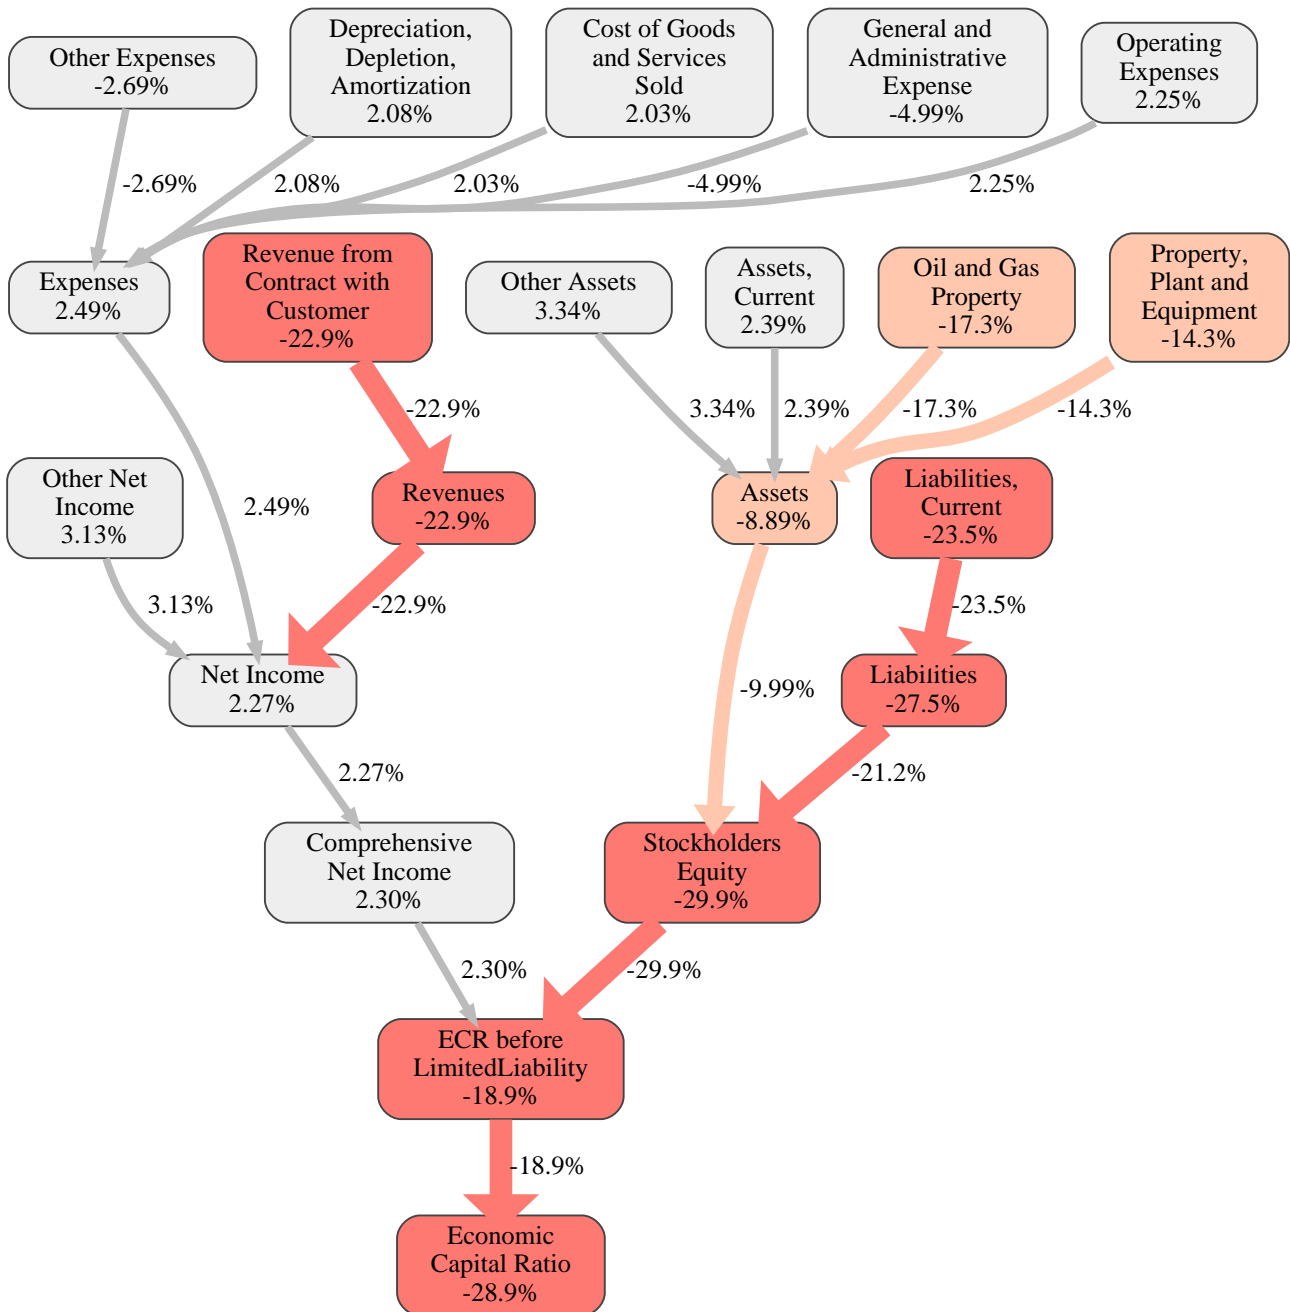 Other Expenses
-2.69%
Depreciation,
Depletion,
Amortization
2.08%
Cost of Goods
and Services
Sold
2.03%
General and
Administrative
Expense
-4.99%
Operating
Expenses
2.25%
-2.69%
2.08%
2.03%
-4.99%
2.25%
Expenses
2.49%
Revenue from
Contract with
Customer
-22.9%
Other Assets
3.34%
Assets,
Current
2.39%
Oil and Gas
Property
-17.3%
Property,
Plant and
Equipment
-14.3%
-22.9%
3.34%
2.39%
-17.3%
-14.3%
Other Net
Income
3.13%
2.49%
Revenues
-22.9%
Assets
-8.89%
Liabilities,
Current
-23.5%
3.13%
-22.9%
-23.5%
Net Income
2.27%
-9.99%
Liabilities
-27.5%
2.27%
-21.2%
Comprehensive
Net Income
2.30%
Stockholders
Equity
-29.9%
2.30%
-29.9%
ECR before
LimitedLiability
-18.9%
-18.9%
Economic
Capital Ratio
-28.9%